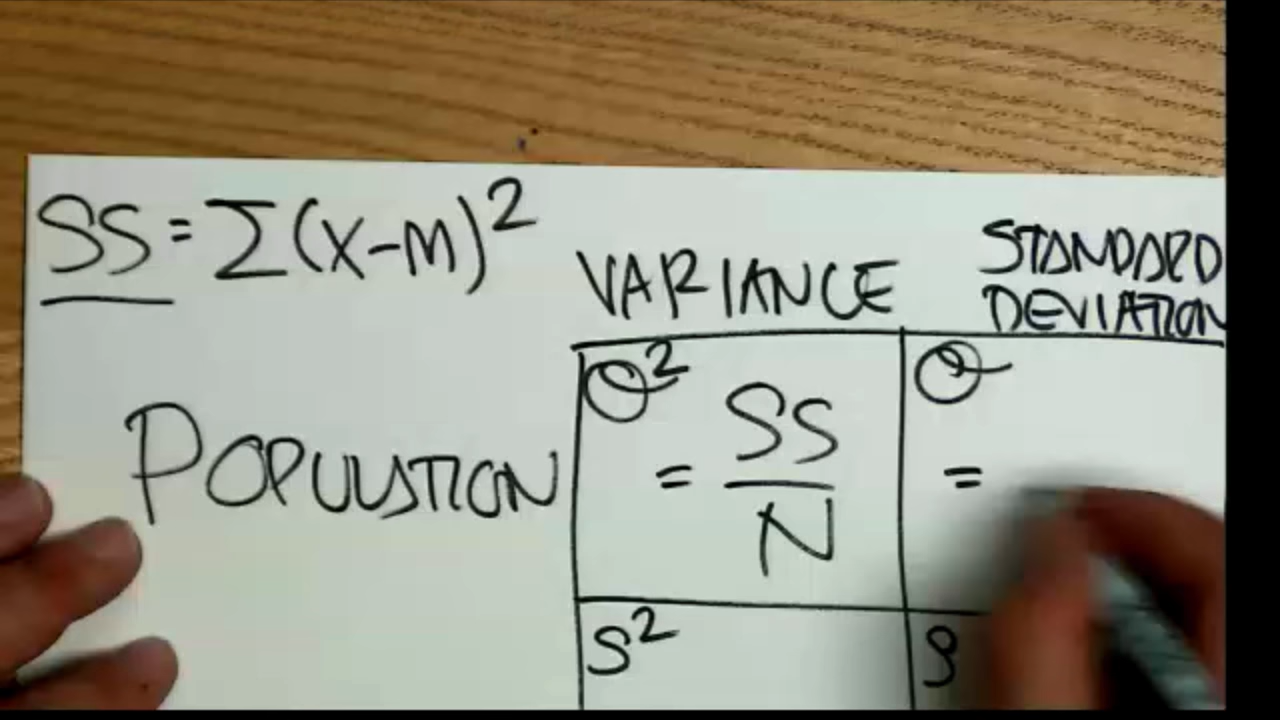 SS = Σ(X-M)²
VARIANCE
STANDARD
DEVIATION
POPULATION
σ²
= SS/N
σ
=
S²
S